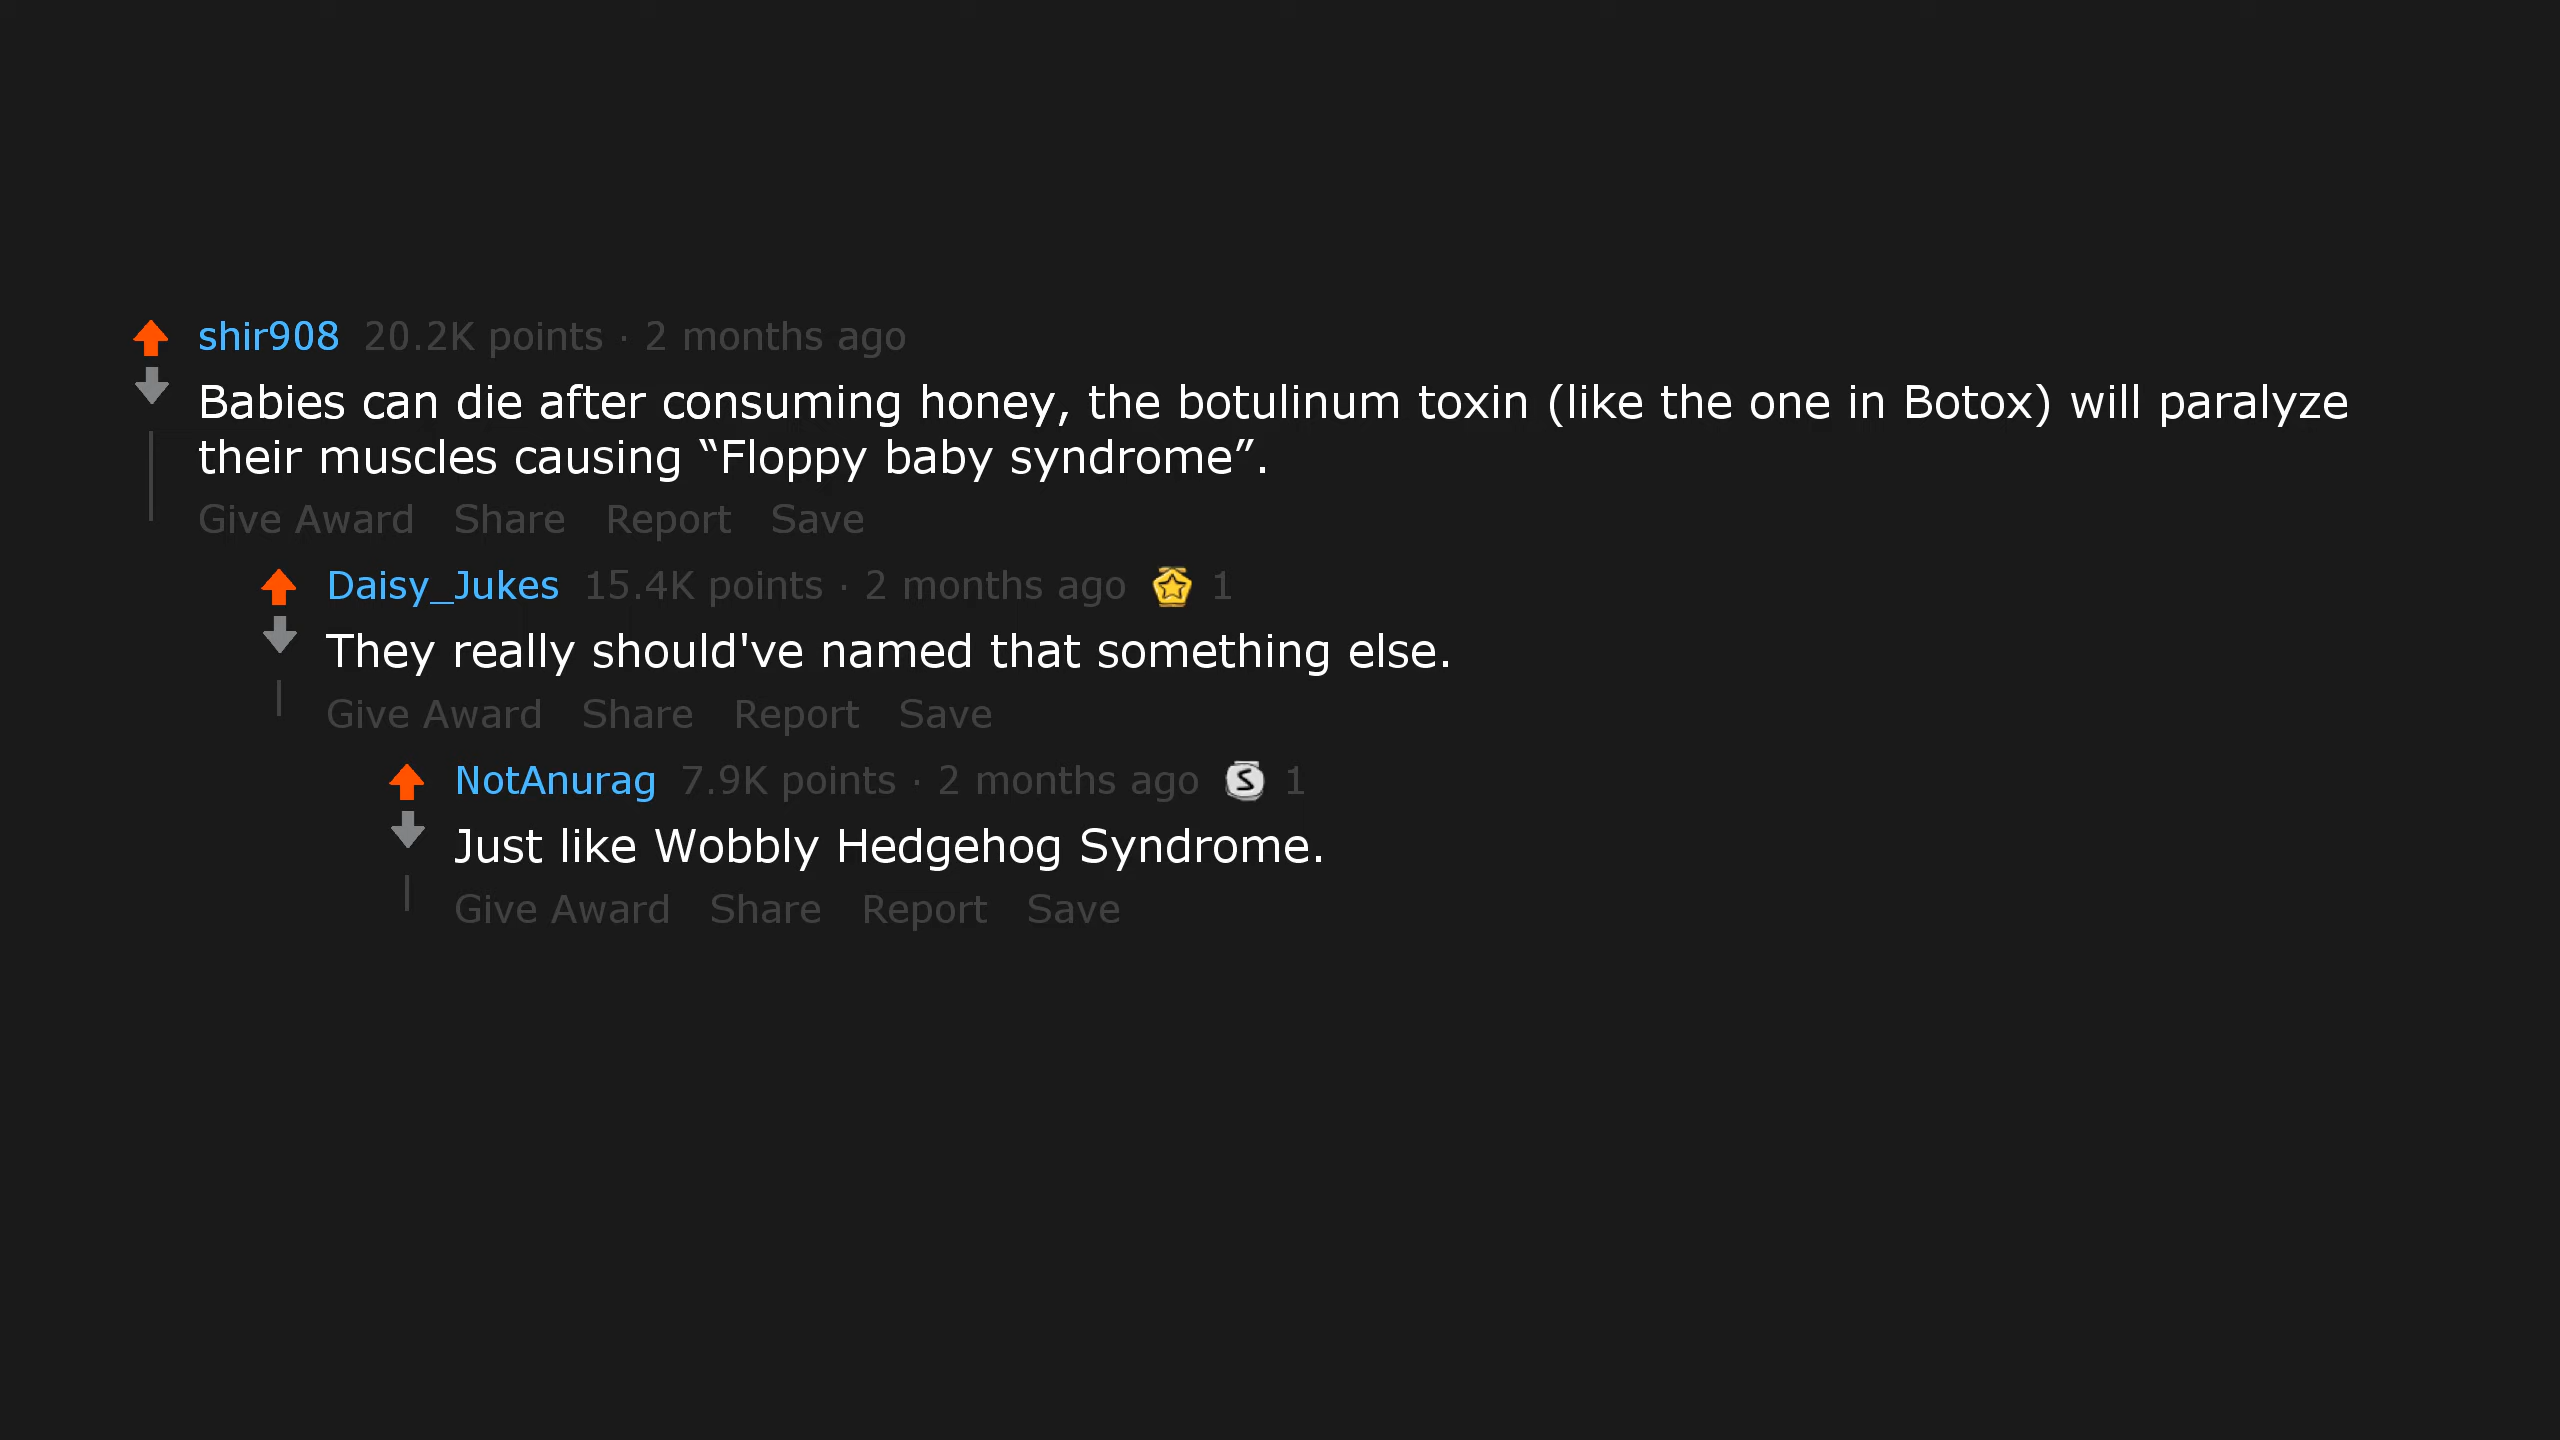 shir908 20.2K points · 2 months ago
Babies can die after consuming honey, the botulinum toxin (like the one in Botox) will paralyze
their muscles causing “Floppy baby syndrome”.
Give Award Share Report Save
Daisy_Jukes 15.4K points · 2 months ago 1
They really should've named that something else.
Give Award Share Report Save
NotAnurag 7.9K points · 2 months ago S 1
Just like Wobbly Hedgehog Syndrome.
Give Award Share Report Save